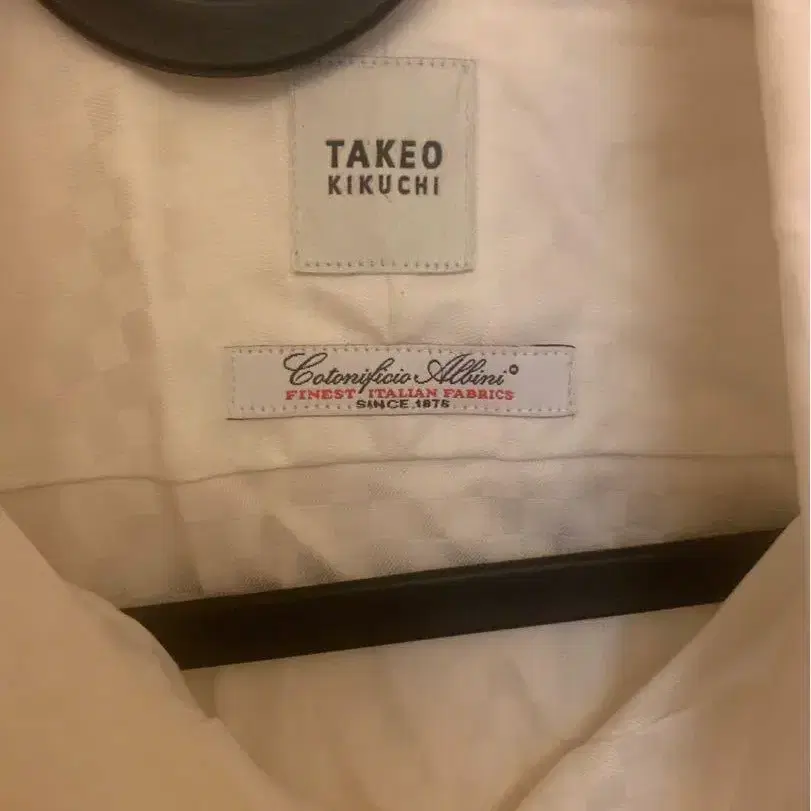 TAKEO
KIKUCHI
Cotonificio Albini
FINEST ITALIAN FABRICS
SINCE 1876